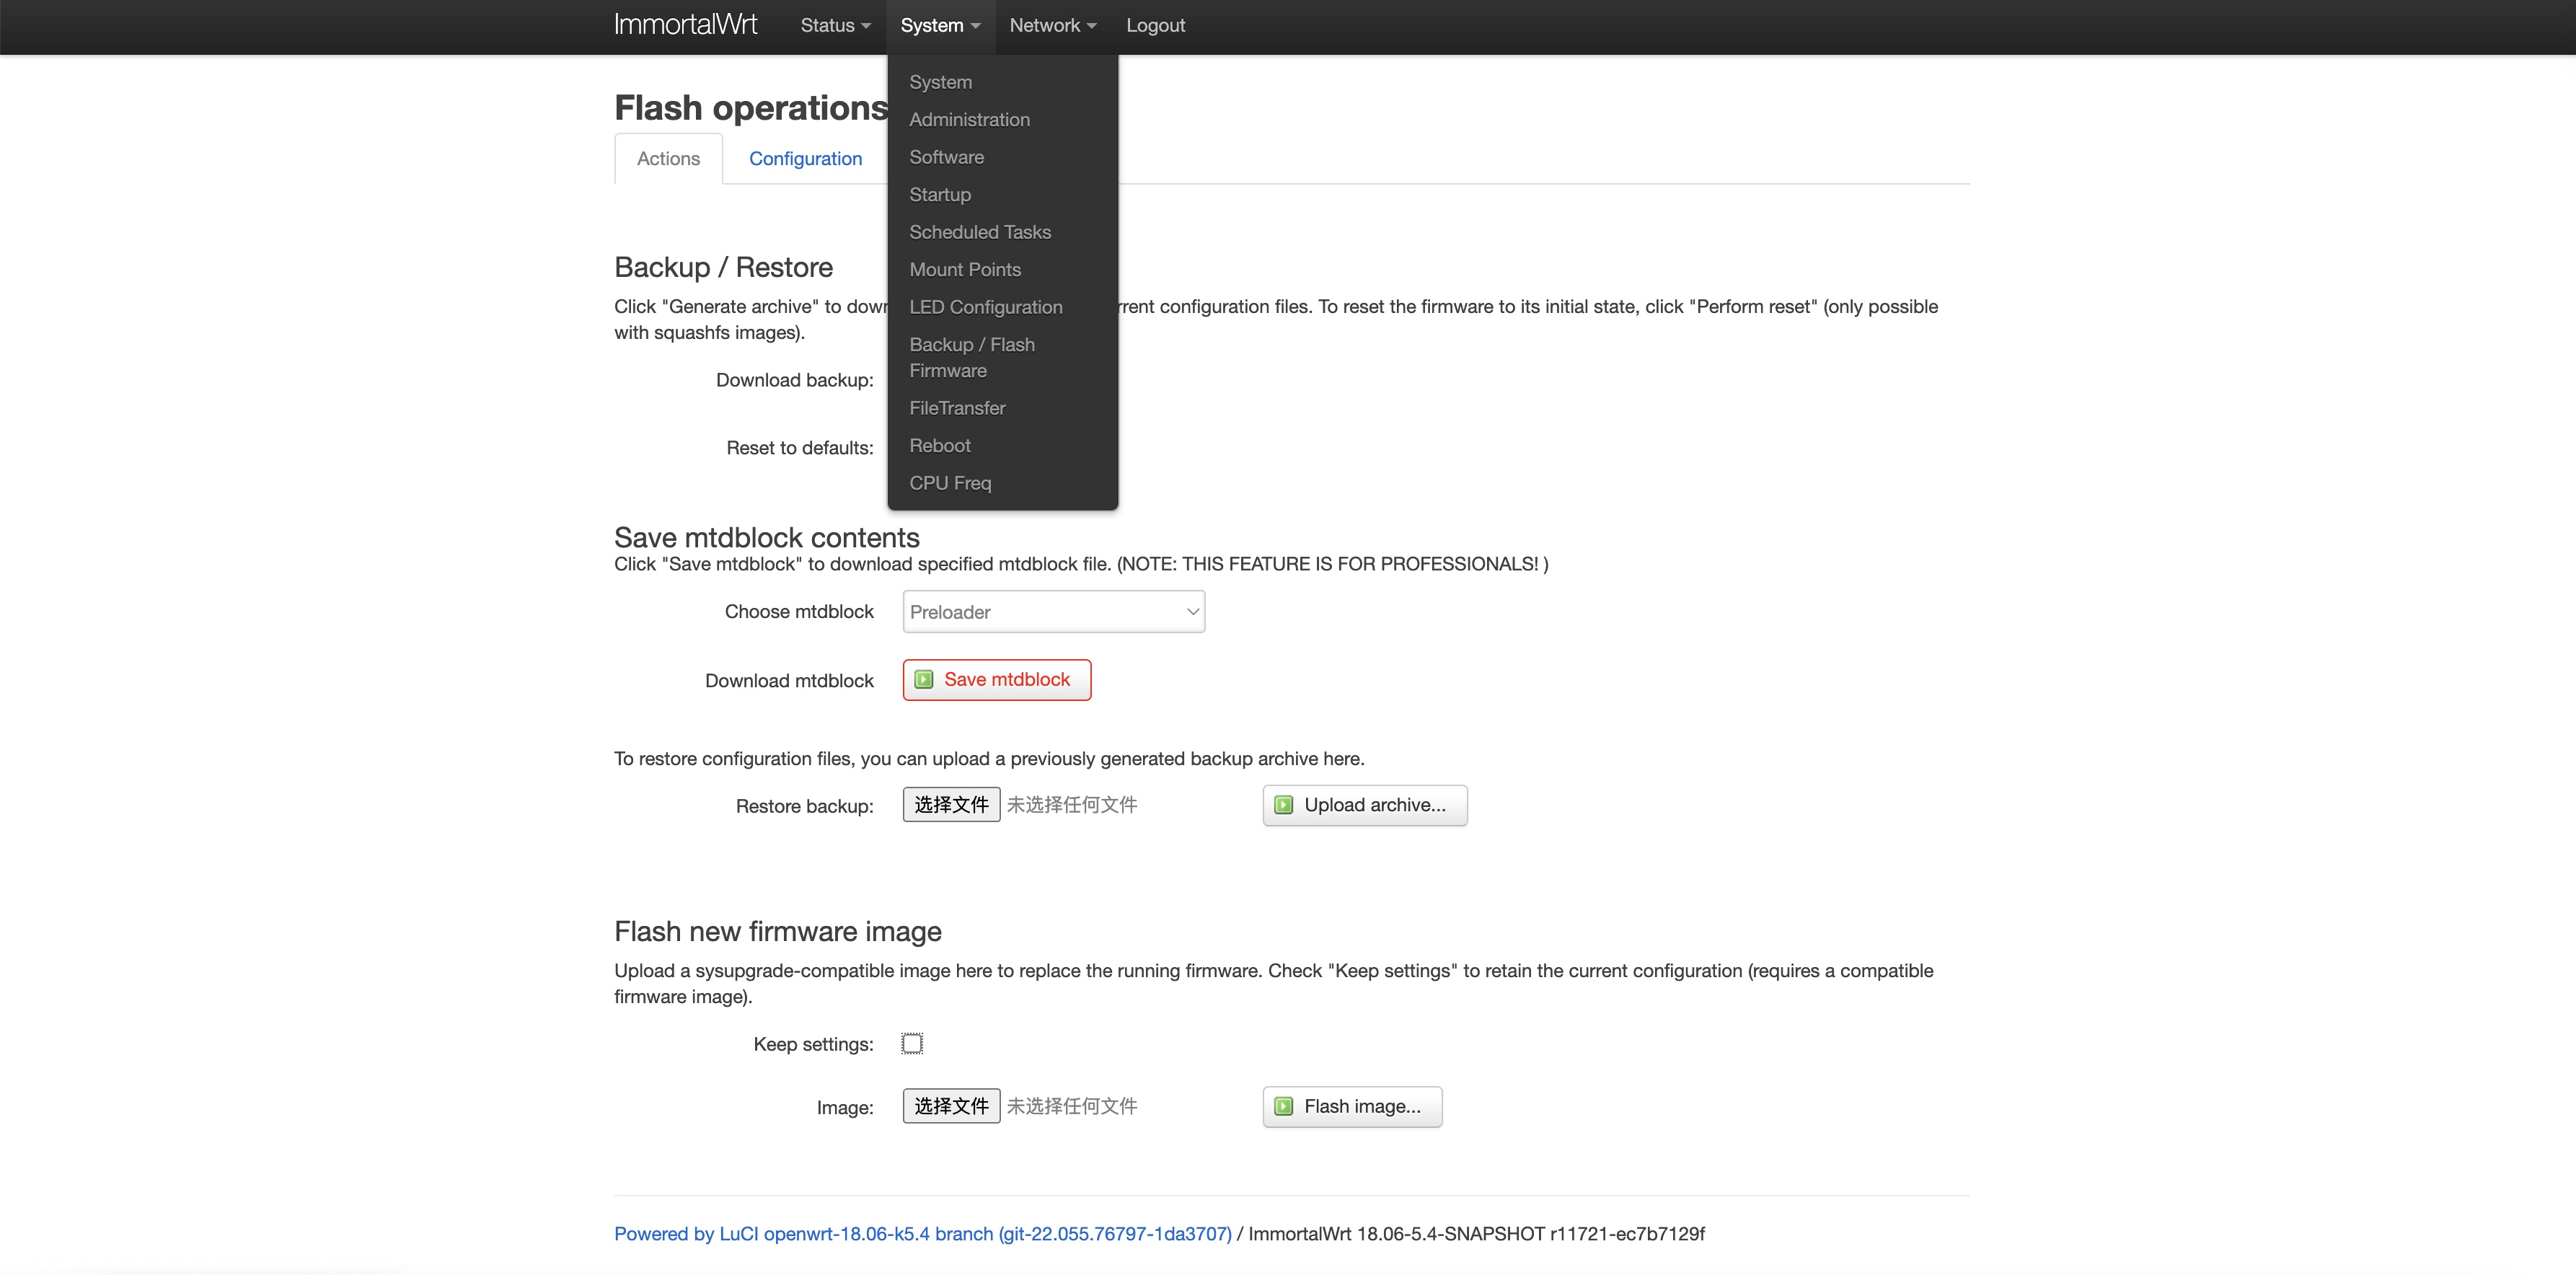 ImmortalWrt
Status
System
Network
Logout
System
Administration
Software
Startup
Scheduled Tasks
Mount Points
LED Configuration
Backup / Flash
Firmware
FileTransfer
Reboot
CPU Freq
Flash operations
Actions
Configuration
Backup / Restore
Click "Generate archive" to rrent configuration files. To reset the firmware to its initial state, click "Perform reset" (only possible
with squashfs images).
Download backup:
Reset to defaults:
Save mtdblock contents
Click "Save mtdblock" to download specified mtdblock file. (NOTE: THIS FEATURE IS FOR PROFESSIONALS! )
Choose mtdblock
Preloader
Download mtdblock
Save mtdblock
To restore configuration files, you can upload a previously generated backup archive here.
Restore backup:
选择文件 未选择任何文件
Upload archive...
Flash new firmware image
Upload a sysupgrade-compatible image here to replace the running firmware. Check "Keep settings" to retain the current configuration (requires a compatible
firmware image).
Keep settings:
Image:
选择文件 未选择任何文件
Flash image...
Powered by LuCI openwrt-18.06-k5.4 branch (git-22.055.76797-1da3707) / ImmortalWrt 18.06-5.4-SNAPSHOT r11721-ec7b7129f